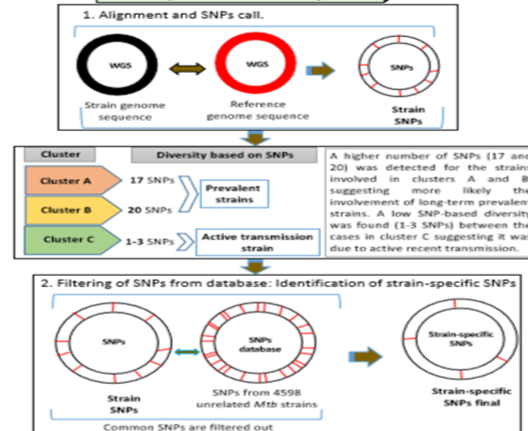 1. Alignment and SNPs call.
WGS
WGS
SNPs
Strain genome
sequence
Reference
genome sequence
Strain
SNPs
Cluster
Diversity based on SNPs
Cluster A
17 SNPs
Cluster B
20 SNPs
Prevalent
strains
Cluster C
1-3 SNPs
Active transmission
strain
A higher number of SNPs (17 and
20) was detected for the strains
involved in clusters A and B
suggesting more likely the
involvement of long-term prevalent
strains. A low SNP-based diversity
was found (1-3 SNPs) between the
cases in cluster C suggesting it was
due to active recent transmission.
2. Filtering of SNPs from database: Identification of strain-specific SNPs
SNPs
SNPs
database
Strain-specific
SNPs
Strain
SNPs
SNPs from 4598
unrelated Mtb strains
Strain-specific
SNPs final
Common SNPs are filtered out